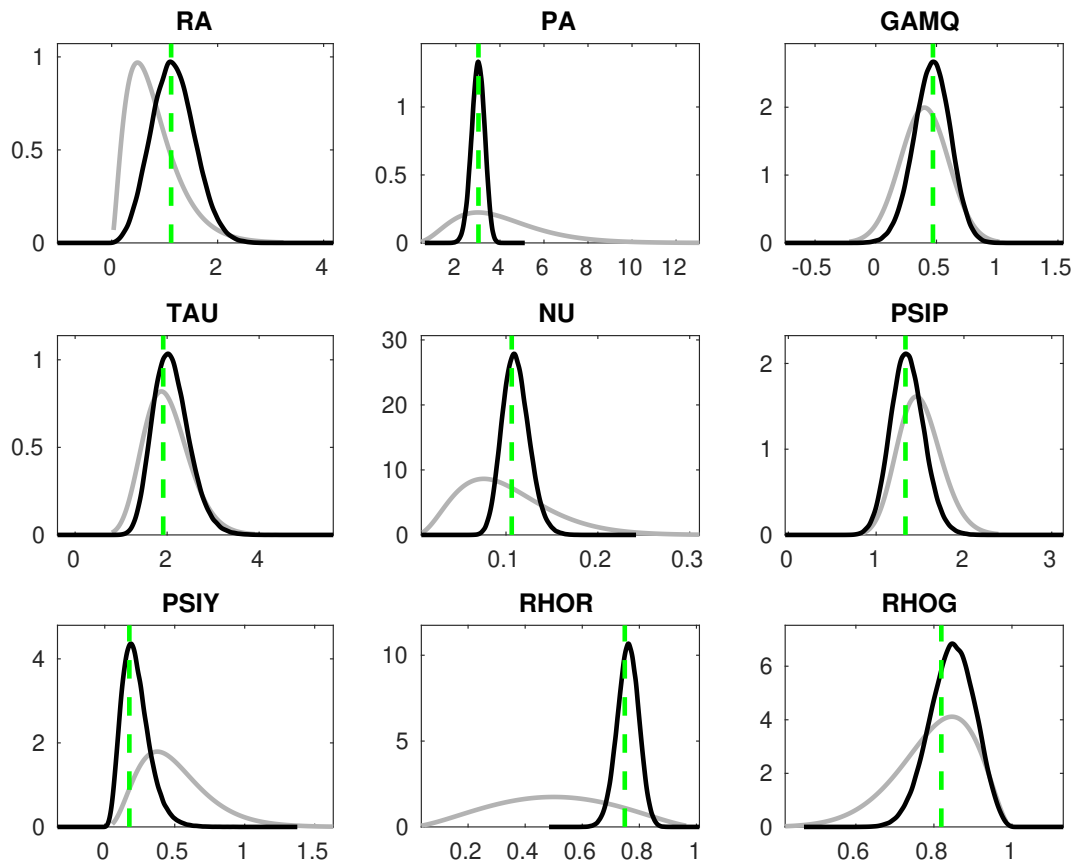 RA PA GAMQ
1 0.5 0
0 2 4
1 0.5 0
2 4 6 8 10 12
2 1 0
-0.5 0 0.5 1 1.5
TAU NU PSIP
1 0.5 0
0 2 4
30 20 10 0
0.1 0.2 0.3
2 1 0
0 1 2 3
PSIY RHOR RHOG
4 2 0
0 0.5 1 1.5
10 5 0
0.2 0.4 0.6 0.8 1
6 4 2 0
0.6 0.8 1